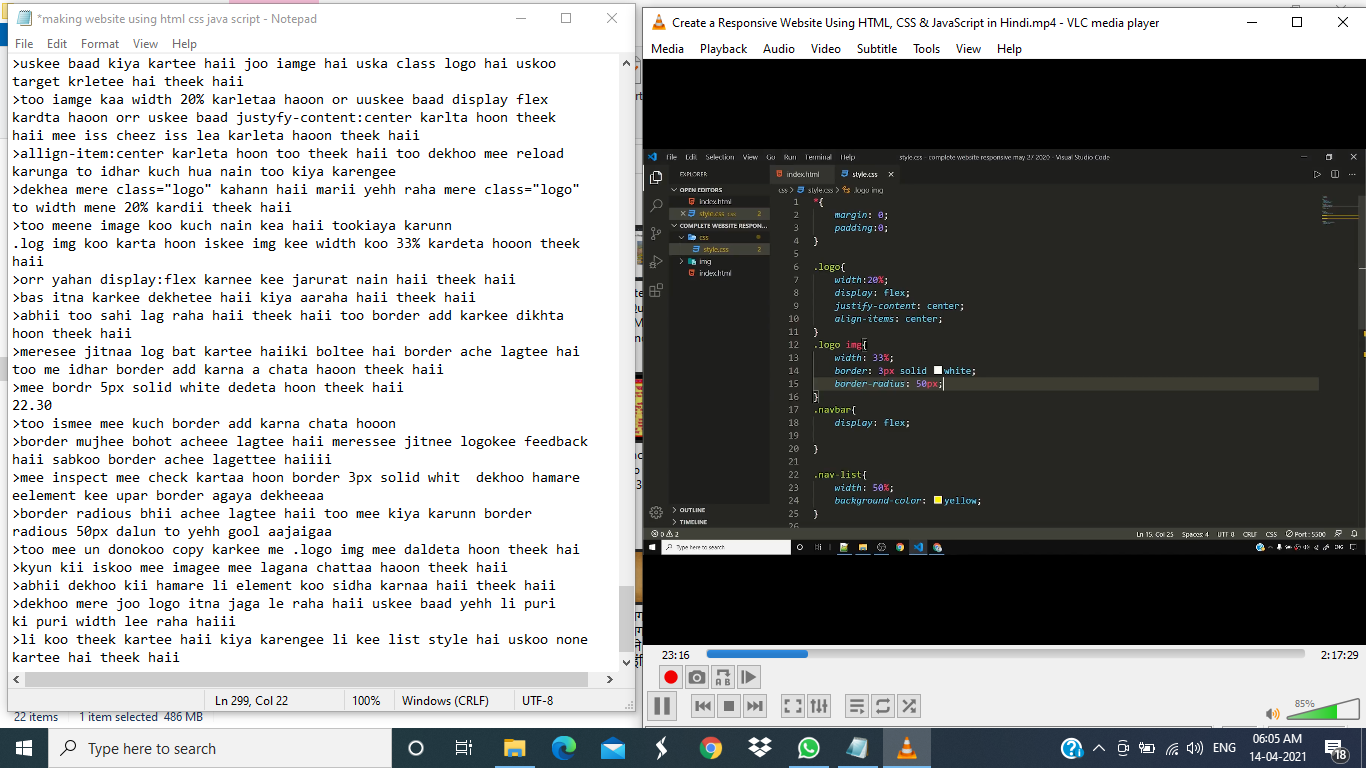 *making website using html css java script - Notepad
File Edit Format View Help
>uskee baad kiya kartee haii joo iamge hai uska class logo hai uskoo
target krletee hai theek haii
>too iamge kaa width 20% karletaa haoon or uuskee baad display flex
kardta haoon orr uskee baad justyfy-content:center karlta hoon theek
haii mee iss cheez iss lea karleta haoon theek haii
>allign-item:center karleta hoon too theek haii too dekhoo mee reload
karunga to idhar kuch hua nain too kiya karengee
>dekhea mere class="logo" kahann haii marii yehh raha mere class="logo"
to width mene 20% kardii theek haii
>too meene image koo kuch nain kea haii tookiaya karunn
.log img koo karta hoon iskee img kee width koo 33% kardeta hooon theek
haii
>orr yahan display:flex karnee kee jarurat nain haii theek haii
>bas itna karkee dekhetee haii kiya aaraha haii theek haii
>abhii too sahi lag raha haii theek haii too border add karkee dikhta
hoon theek haii
>meresee jitnaa log bat kartee haiiki boltee hai border ache lagtee hai
too me idhar border add karna a chata haoon theek haii
>mee bordr 5px solid white dedeta hoon theek haii
22.30
>too ismee mee kuch border add karna chata hooon
>border mujhee bohot acheee lagtee haii meressee jitnee logokee feedback
haii sabkoo border achee lagettee haiiii
>mee inspect mee check kartaa hoon border 3px solid whit  dekhoo hamare
eelement kee upar border agaya dekheeaa
>border radious bhii achee lagtee haii too mee kiya karunn border
radious 50px dalun to yehh gool aajaigaa
>too mee un donokoo copy karkee me .logo img mee daldeta hoon theek hai
>kyun kii iskoo mee imagee mee lagana chattaa haoon theek haii
>abhii dekhoo kii hamare li element koo sidha karnaa haii theek haii
>dekhoo mere joo logo itna jaga le raha haii uskee baad yehh li puri
ki puri width lee raha haiii
>li koo theek kartee haii kiya karengee li kee list style hai uskoo none
kartee hai theek haii
Ln 299, Col 22 100% Windows (CRLF) UTF-8
22 items 1 item selected 486 MB
Create a Responsive Website Using HTML, CSS & JavaScript in Hindi.mp4 - VLC media player
Media Playback Audio Video Subtitle Tools View Help
File Edit Selection View Go Run Terminal Help
style.css - complete website responsive may 27 2020 - Visual Studio Code
EXPLORER
OPEN EDITORS
index.html
style.css css 2
COMPLETE WEBSITE RESPON...
css
style.css 2
img
index.html
OUTLINE
TIMELINE
index.html style.css
css > style.css > .logo img
1 *{
2 margin: 0;
3 padding:0;
4 }
5
6 .logo{
7 width:20%;
8 display: flex;
9 justify-content: center;
10 align-items: center;
11 }
12 .logo img{
13 width: 33%;
14 border: 3px solid white;
15 border-radius: 50px;
16 }
17 .navbar{
18 display: flex;
19
20 }
21
22 .nav-list{
23 width: 50%;
24 background-color: yellow;
25 }
26
0 2 Ln 15, Col 25 Spaces: 4 UTF-8 CRLF CSS Port : 5500
Type here to search
ENG
23:16 2:17:29
85%
Type here to search
ENG
06:05 AM
14-04-2021
18